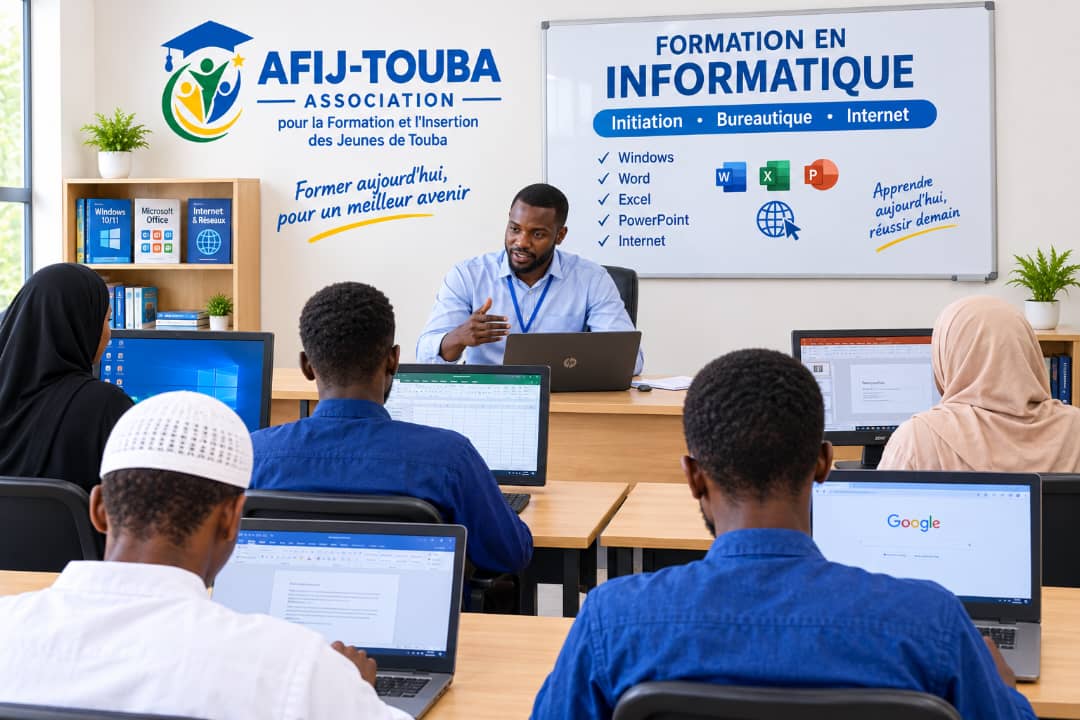 AFIJ-TOUBA
ASSOCIATION
pour la Formation et l'Insertion
des Jeunes de Touba
Former aujourd'hui,
pour un meilleur avenir
FORMATION EN
INFORMATIQUE
Initiation • Bureautique • Internet
✓ Windows
✓ Word
✓ Excel
✓ PowerPoint
✓ Internet
W
X
P
Apprendre
aujourd'hui,
réussir demain
Windows
10/11
Microsoft
Office
Internet
& Réseaux
hp
Google